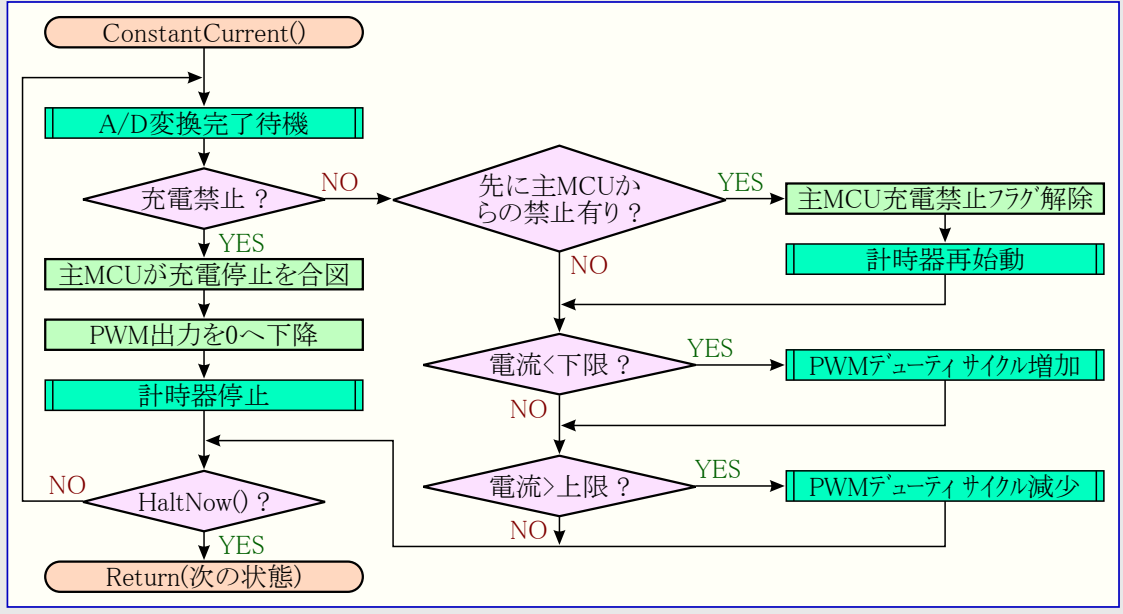 ConstantCurrent()
A/D変換完了待機
充電禁止？
NO
YES
主MCUが充電停止を合図
PWM出力を0へ下降
計時器停止
HaltNow()？
NO
YES
Return(次の状態)
先に主MCUか
らの禁止有り？
YES
NO
主MCU充電禁止ﾌﾗｸﾞ解除
計時器再始動
電流<下限？
YES
NO
PWMﾃﾞｭｰﾃｨ ｻｲｸﾙ増加
電流>上限？
YES
NO
PWMﾃﾞｭｰﾃｨ ｻｲｸﾙ減少